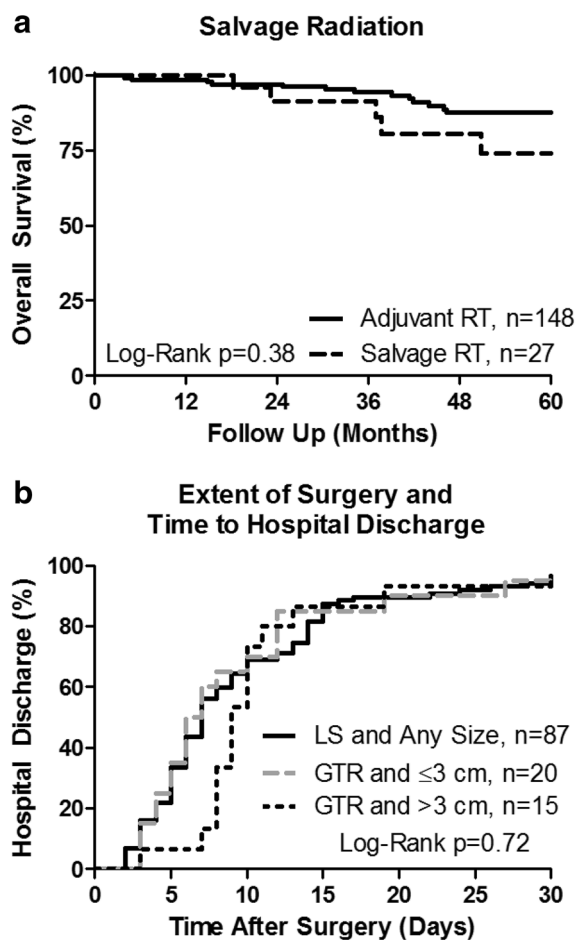 a
Salvage Radiation
Overall Survival (%)
100
75
50
25
0
Adjuvant RT, n=148
Log-Rank p=0.38
Salvage RT, n=27
0 12 24 36 48 60
Follow Up (Months)
b
Extent of Surgery and
Time to Hospital Discharge
Hospital Discharge (%)
100
80
60
40
20
0
LS and Any Size, n=87
GTR and ≤3 cm, n=20
GTR and >3 cm, n=15
Log-Rank p=0.72
0 5 10 15 20 25 30
Time After Surgery (Days)